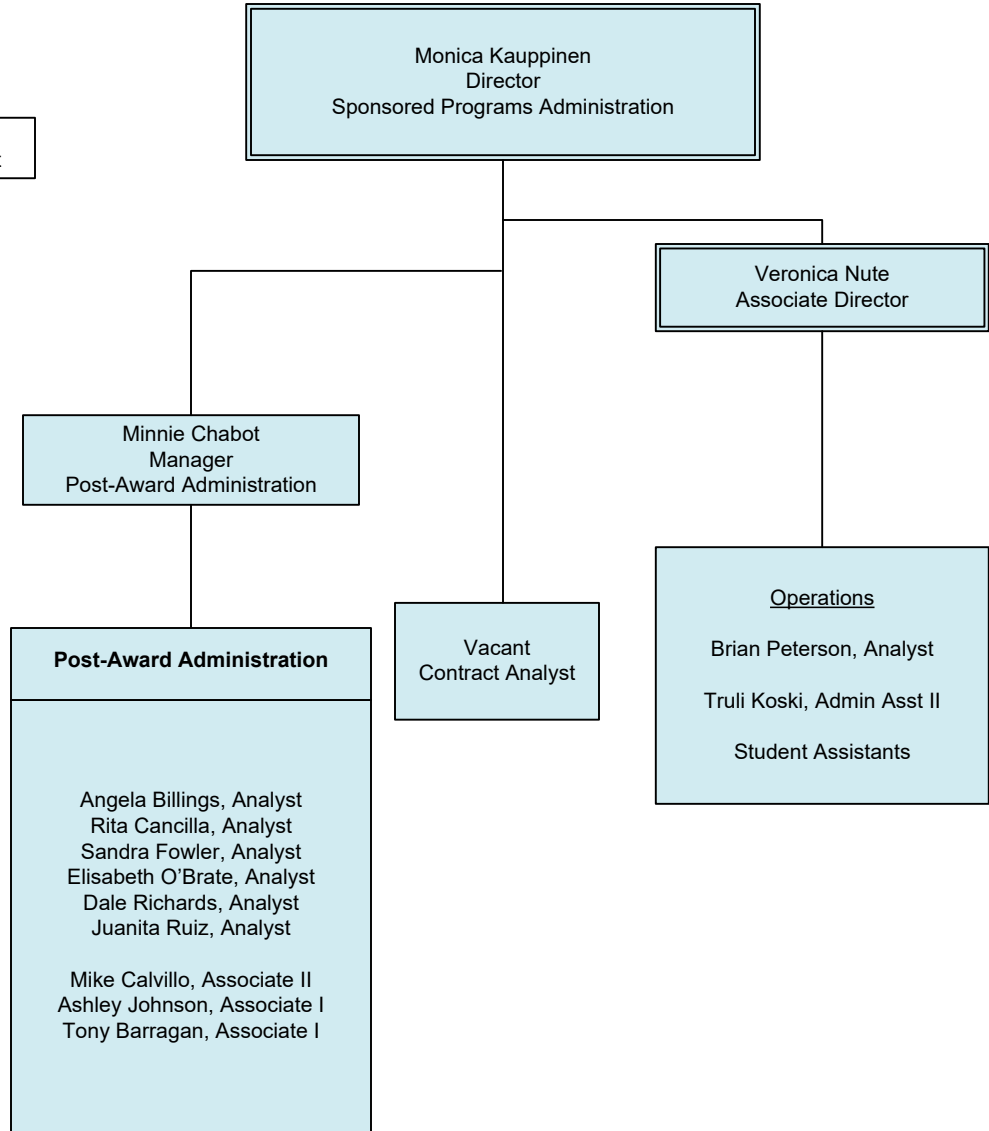 Monica Kauppinen
Director
Sponsored Programs Administration
Veronica Nute
Associate Director
Minnie Chabot
Manager
Post-Award Administration
Post-Award Administration
Angela Billings, Analyst
Rita Cancilla, Analyst
Sandra Fowler, Analyst
Elisabeth O’Brate, Analyst
Dale Richards, Analyst
Juanita Ruiz, Analyst
Mike Calvillo, Associate II
Ashley Johnson, Associate I
Tony Barragan, Associate I
Vacant
Contract Analyst
Operations
Brian Peterson, Analyst
Truli Koski, Admin Asst II
Student Assistants